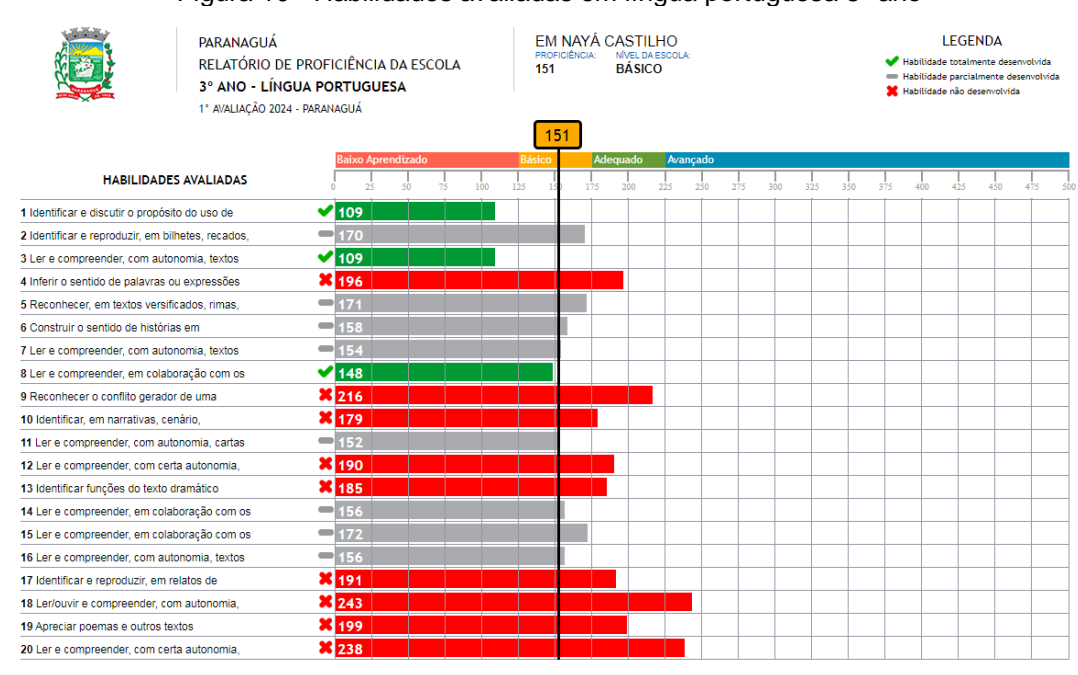 PARANAGUÁ
RELATÓRIO DE PROFICIÊNCIA DA ESCOLA
3º ANO - LÍNGUA PORTUGUESA
1ª AVALIAÇÃO 2024 - PARANAGUÁ
EM NAYÁ CASTILHO
PROFICIÊNCIA: NÍVEL DA ESCOLA:
151 BÁSICO
LEGENDA
Habilidade totalmente desenvolvida
Habilidade parcialmente desenvolvida
Habilidade não desenvolvida
151
Baixo Aprendizado Básico Adequado Avançado
HABILIDADES AVALIADAS
0 25 50 75 100 125 150 175 200 225 250 275 300 325 350 375 400 425 450 475 500
1 Identificar e discutir o propósito do uso de 109
2 Identificar e reproduzir, em bilhetes, recados, 170
3 Ler e compreender, com autonomia, textos 109
4 Inferir o sentido de palavras ou expressões 196
5 Reconhecer, em textos versificados, rimas, 171
6 Construir o sentido de histórias em 158
7 Ler e compreender, com autonomia, textos 154
8 Ler e compreender, em colaboração com os 148
9 Reconhecer o conflito gerador de uma 216
10 Identificar, em narrativas, cenário, 179
11 Ler e compreender, com autonomia, cartas 152
12 Ler e compreender, com certa autonomia, 190
13 Identificar funções do texto dramático 185
14 Ler e compreender, em colaboração com os 156
15 Ler e compreender, em colaboração com os 172
16 Ler e compreender, com autonomia, textos 156
17 Identificar e reproduzir, em relatos de 191
18 Ler/ouvir e compreender, com autonomia, 243
19 Apreciar poemas e outros textos 199
20 Ler e compreender, com certa autonomia, 238